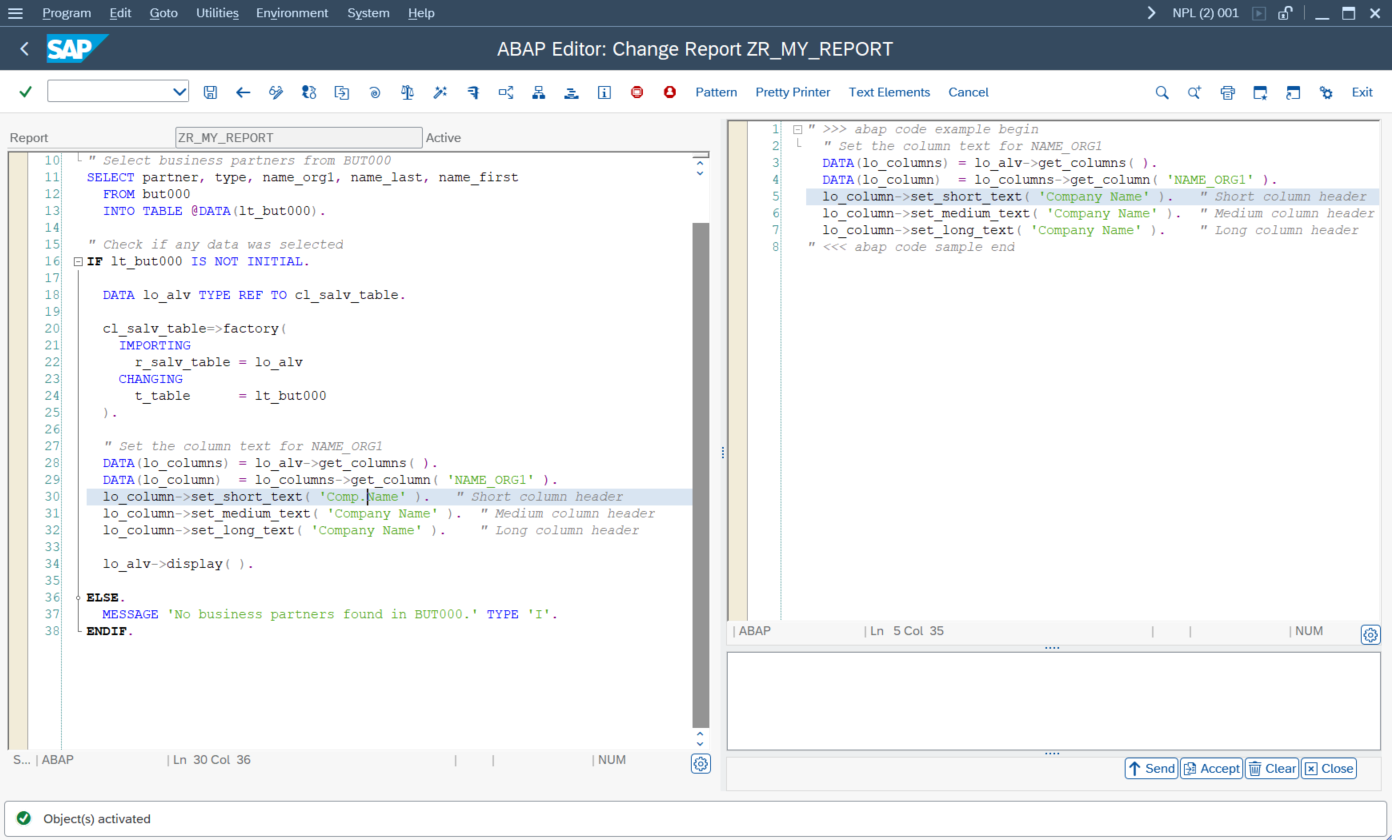 Program Edit Goto Utilities Environment System Help NPL (2) 001
SAP ABAP Editor: Change Report ZR_MY_REPORT
Pattern Pretty Printer Text Elements Cancel Exit
Report ZR_MY_REPORT Active
10 " Select business partners from BUT000
11 SELECT partner, type, name_org1, name_last, name_first
12 FROM but000
13 INTO TABLE @DATA(lt_but000).
14
15 " Check if any data was selected
16 IF lt_but000 IS NOT INITIAL.
17
18 DATA lo_alv TYPE REF TO cl_salv_table.
19
20 cl_salv_table=>factory(
21 IMPORTING
22 r_salv_table = lo_alv
23 CHANGING
24 t_table = lt_but000
25 ).
26
27 " Set the column text for NAME_ORG1
28 DATA(lo_columns) = lo_alv->get_columns( ).
29 DATA(lo_column) = lo_columns->get_column( 'NAME_ORG1' ).
30 lo_column->set_short_text( 'Comp.Name' ). " Short column header
31 lo_column->set_medium_text( 'Company Name' ). " Medium column header
32 lo_column->set_long_text( 'Company Name' ). " Long column header
33
34 lo_alv->display( ).
35
36 ELSE.
37 MESSAGE 'No business partners found in BUT000.' TYPE 'I'.
38 ENDIF.
S... | ABAP | Ln 30 Col 36 | | | NUM
1 " >>> abap code example begin
2 " Set the column text for NAME_ORG1
3 DATA(lo_columns) = lo_alv->get_columns( ).
4 DATA(lo_column) = lo_columns->get_column( 'NAME_ORG1' ).
5 lo_column->set_short_text( 'Company Name' ). " Short column header
6 lo_column->set_medium_text( 'Company Name' ). " Medium column header
7 lo_column->set_long_text( 'Company Name' ). " Long column header
8 " <<< abap code sample end
| ABAP | Ln 5 Col 35 | | | NUM
Send Accept Clear Close
Object(s) activated